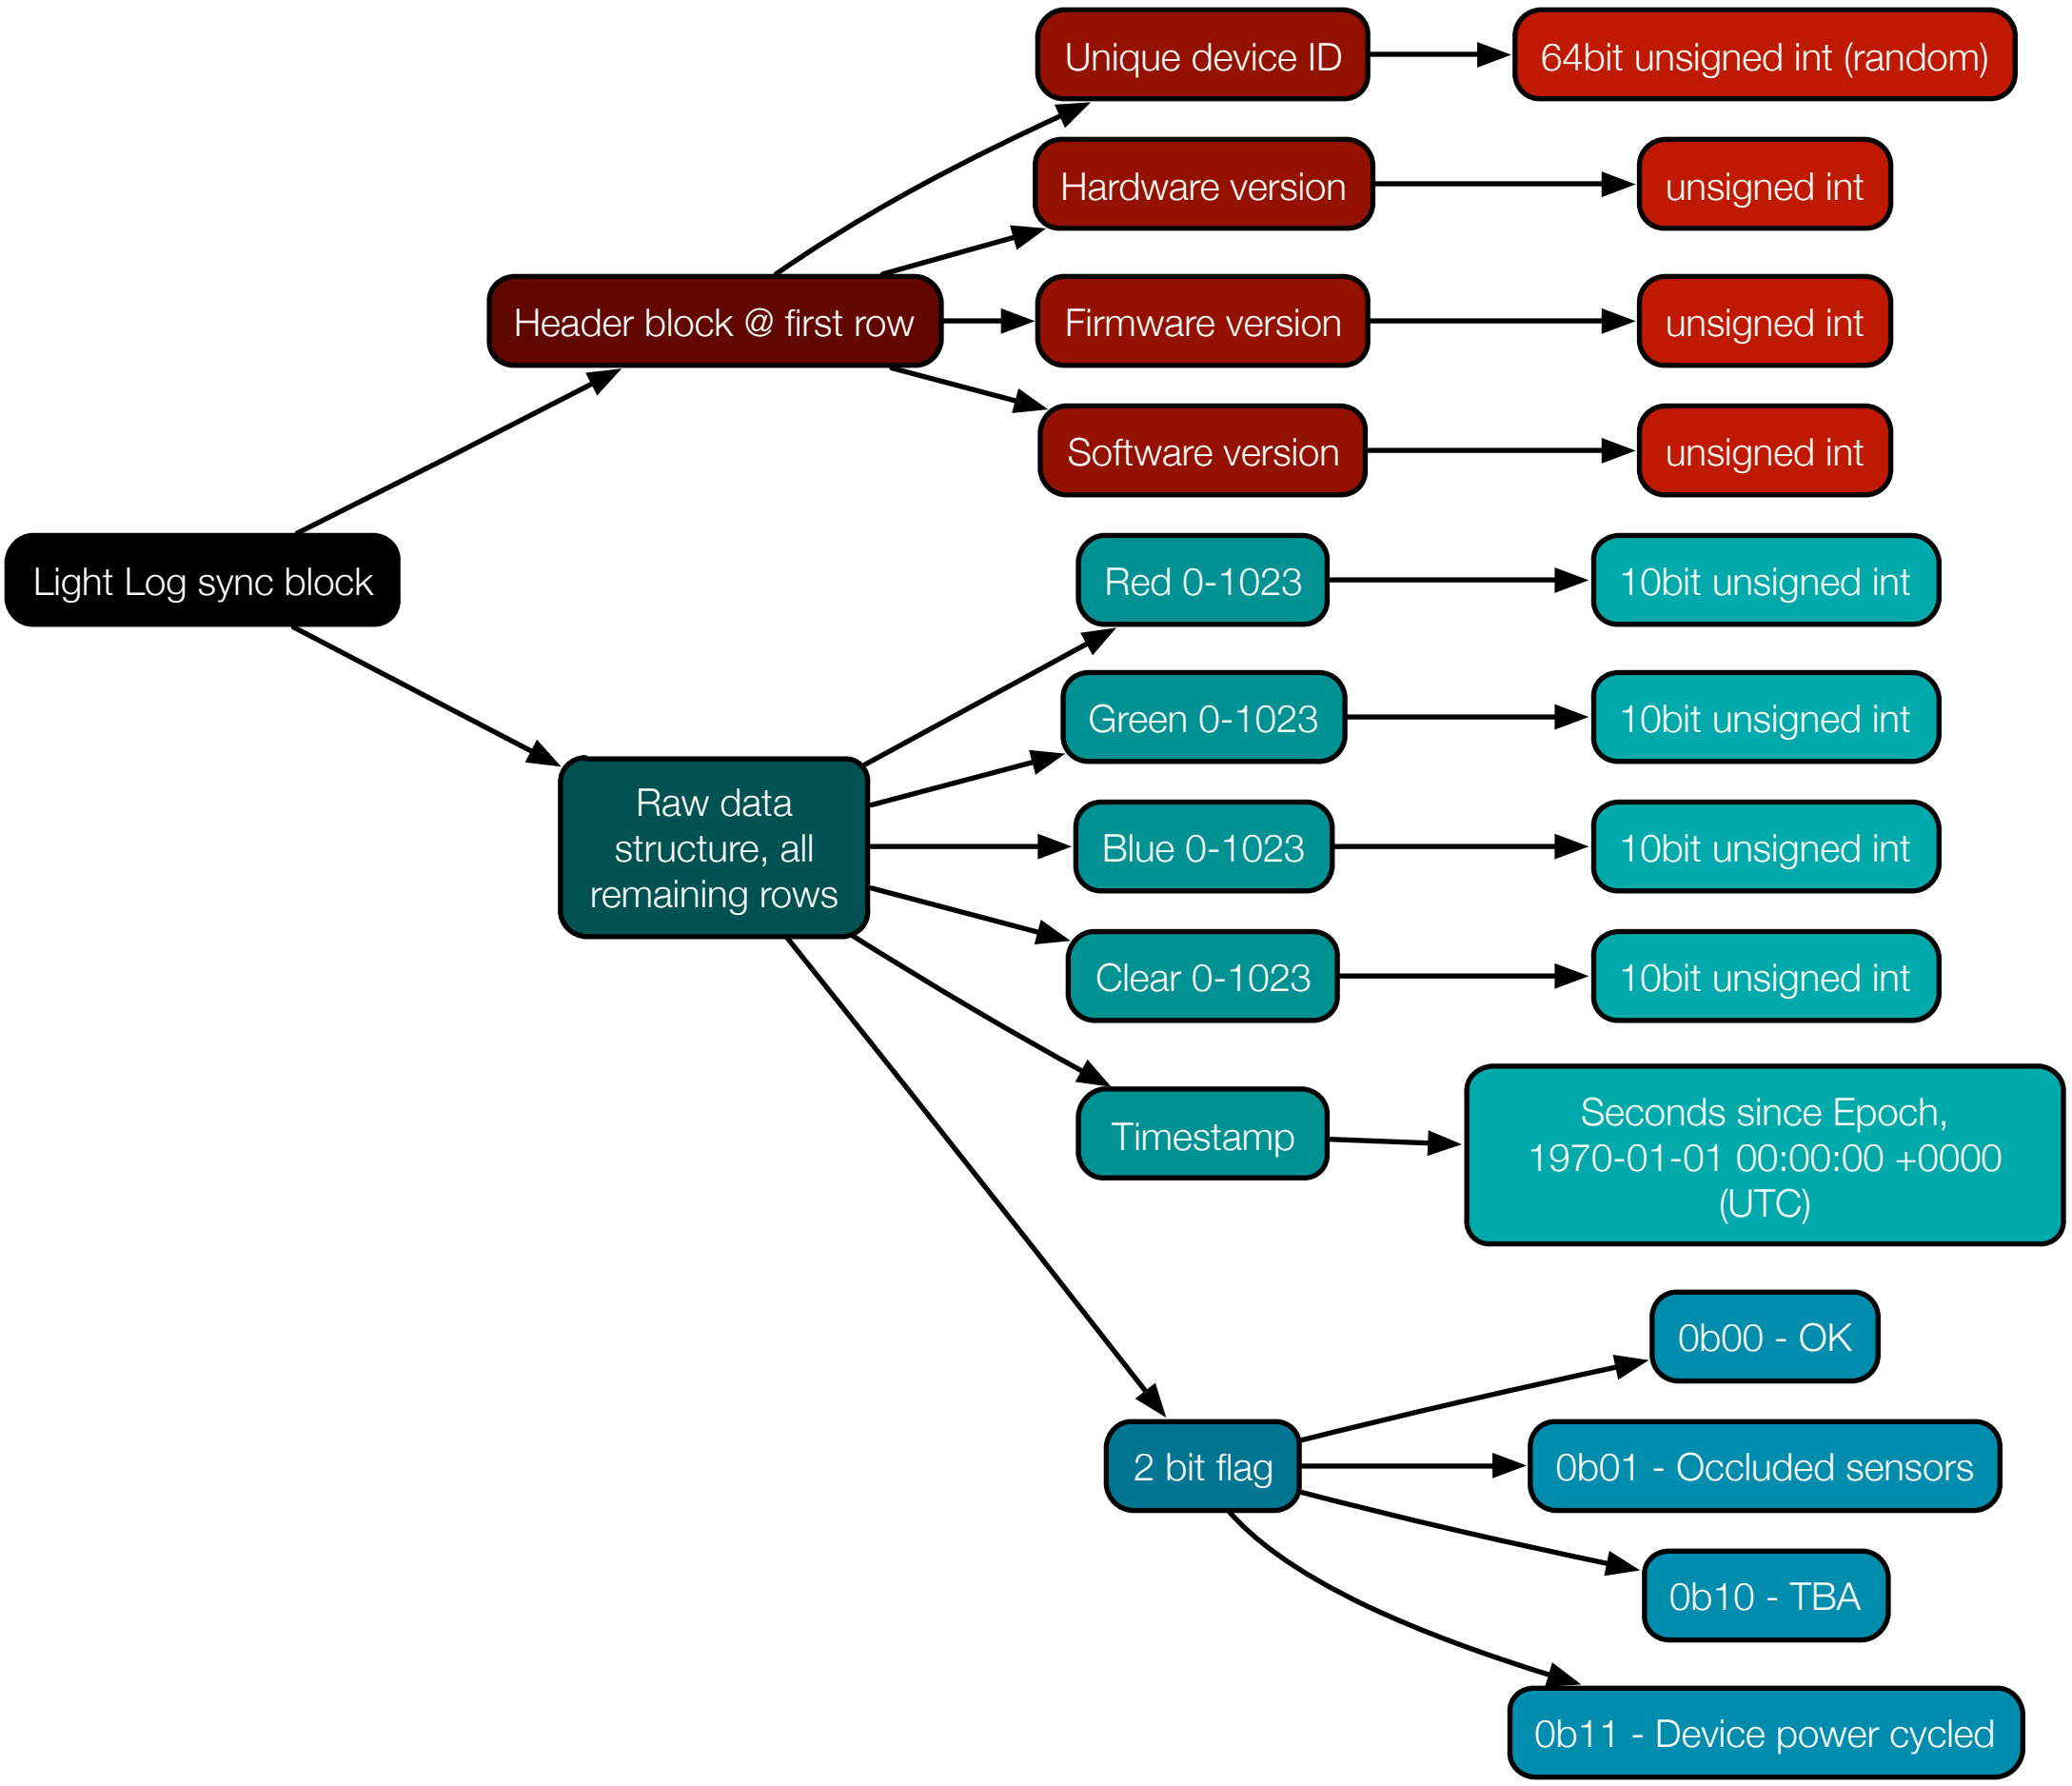 Unique device ID
64bit unsigned int (random)
Hardware version
unsigned int
Header block @ first row
Firmware version
unsigned int
Software version
unsigned int
Light Log sync block
Red 0-1023
10bit unsigned int
Green 0-1023
10bit unsigned int
Raw data
structure, all
remaining rows
Blue 0-1023
10bit unsigned int
Clear 0-1023
10bit unsigned int
Timestamp
Seconds since Epoch,
1970-01-01 00:00:00 +0000
(UTC)
2 bit flag
0b00 - OK
0b01 - Occluded sensors
0b10 - TBA
0b11 - Device power cycled